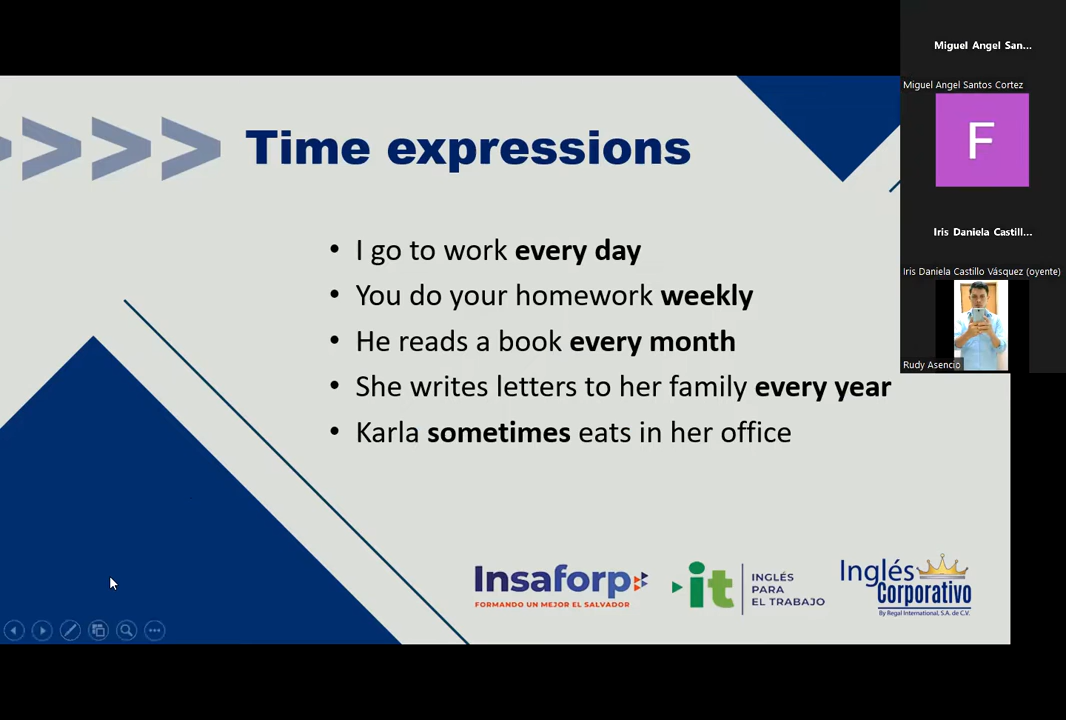 Miguel Angel San...
Miguel Angel Santos Cortez
F
Iris Daniela Castill...
Iris Daniela Castillo Vásquez (oyente)
Rudy Asencio
Time expressions
• I go to work every day
• You do your homework weekly
• He reads a book every month
• She writes letters to her family every year
• Karla sometimes eats in her office
Insaforp
FORMANDO UN MEJOR EL SALVADOR
it
INGLÉS
PARA
EL TRABAJO
Inglés
Corporativo
By Regal International, S.A. de C.V.